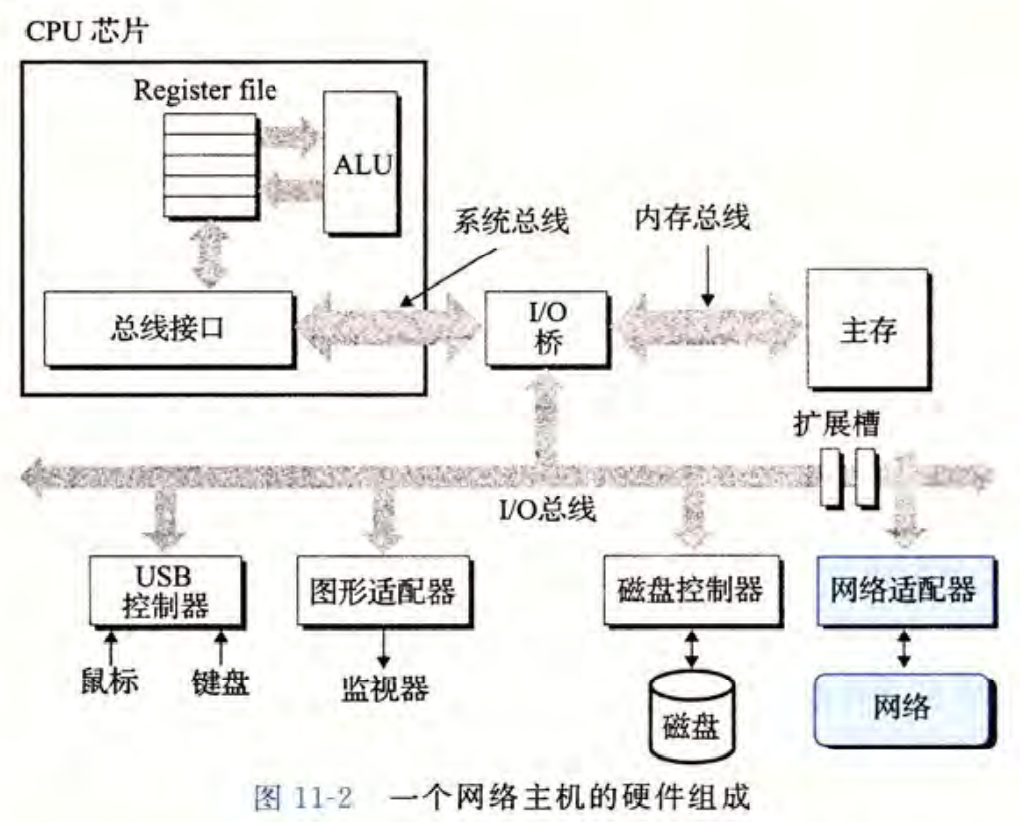 CPU 芯片
Register file
ALU
系统总线
内存总线
总线接口
I/O
桥
主存
扩展槽
I/O总线
USB
控制器
图形适配器
磁盘控制器
网络适配器
鼠标
键盘
监视器
磁盘
网络
图 11-2 一个网络主机的硬件组成